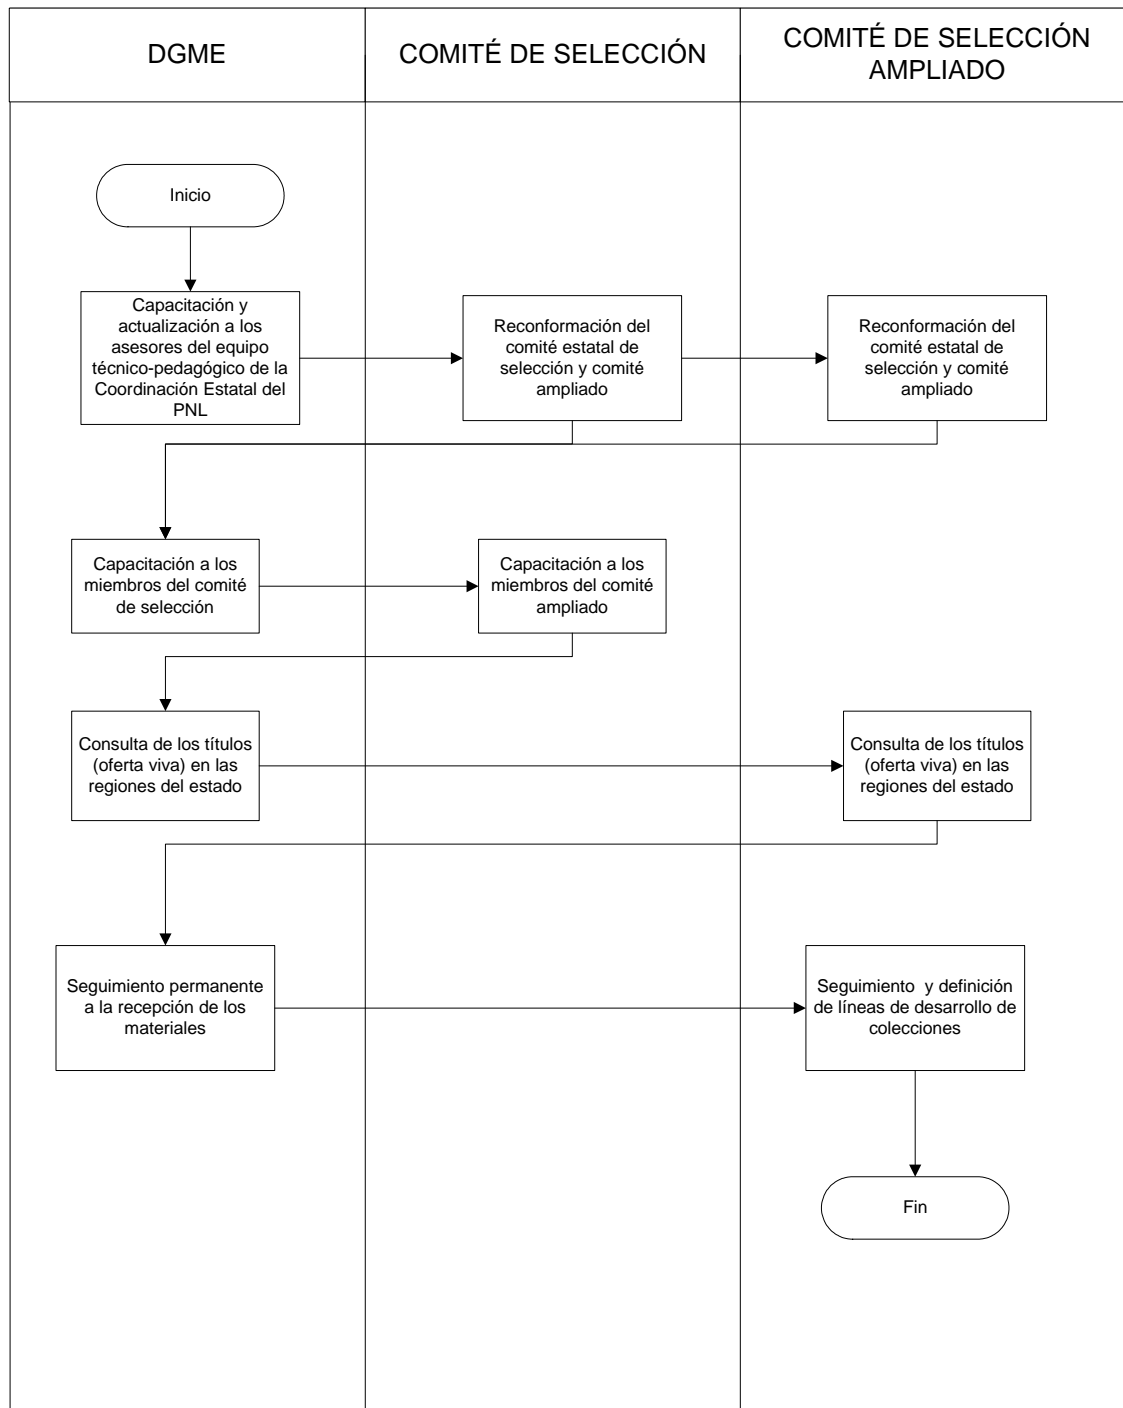 DGME
COMITÉ DE SELECCIÓN
COMITÉ DE SELECCIÓN
AMPLIADO
Inicio
Capacitación y
actualización a los
asesores del equipo
técnico-pedagógico de la
Coordinación Estatal del
PNL
Reconformación del
comité estatal de
selección y comité
ampliado
Reconformación del
comité estatal de
selección y comité
ampliado
Capacitación a los
miembros del comité
de selección
Capacitación a los
miembros del comité
ampliado
Consulta de los títulos
(oferta viva) en las
regiones del estado
Consulta de los títulos
(oferta viva) en las
regiones del estado
Seguimiento permanente
a la recepción de los
materiales
Seguimiento y definición
de líneas de desarrollo de
colecciones
Fin